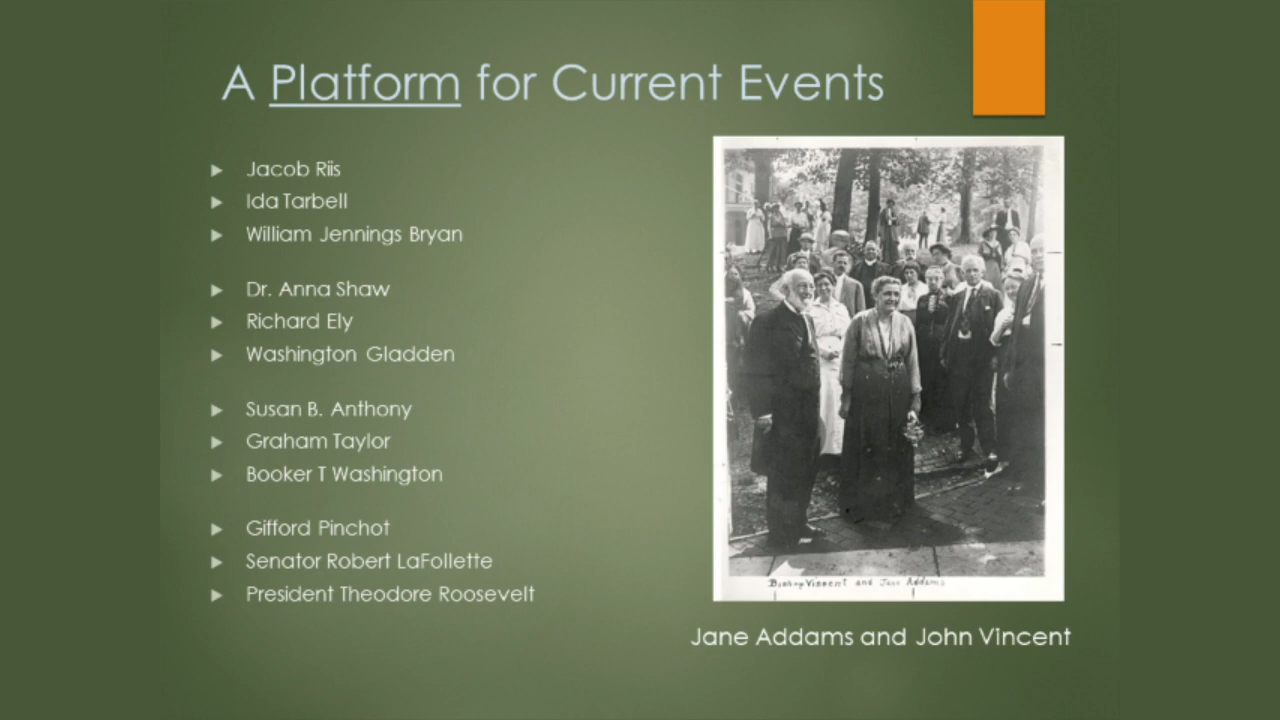 A Platform for Current Events
Jacob Riis
Ida Tarbell
William Jennings Bryan
Dr. Anna Shaw
Richard Ely
Washington Gladden
Susan B. Anthony
Graham Taylor
Booker T Washington
Gifford Pinchot
Senator Robert LaFollette
President Theodore Roosevelt
Bishop Vincent and Jane Addams
Jane Addams and John Vincent